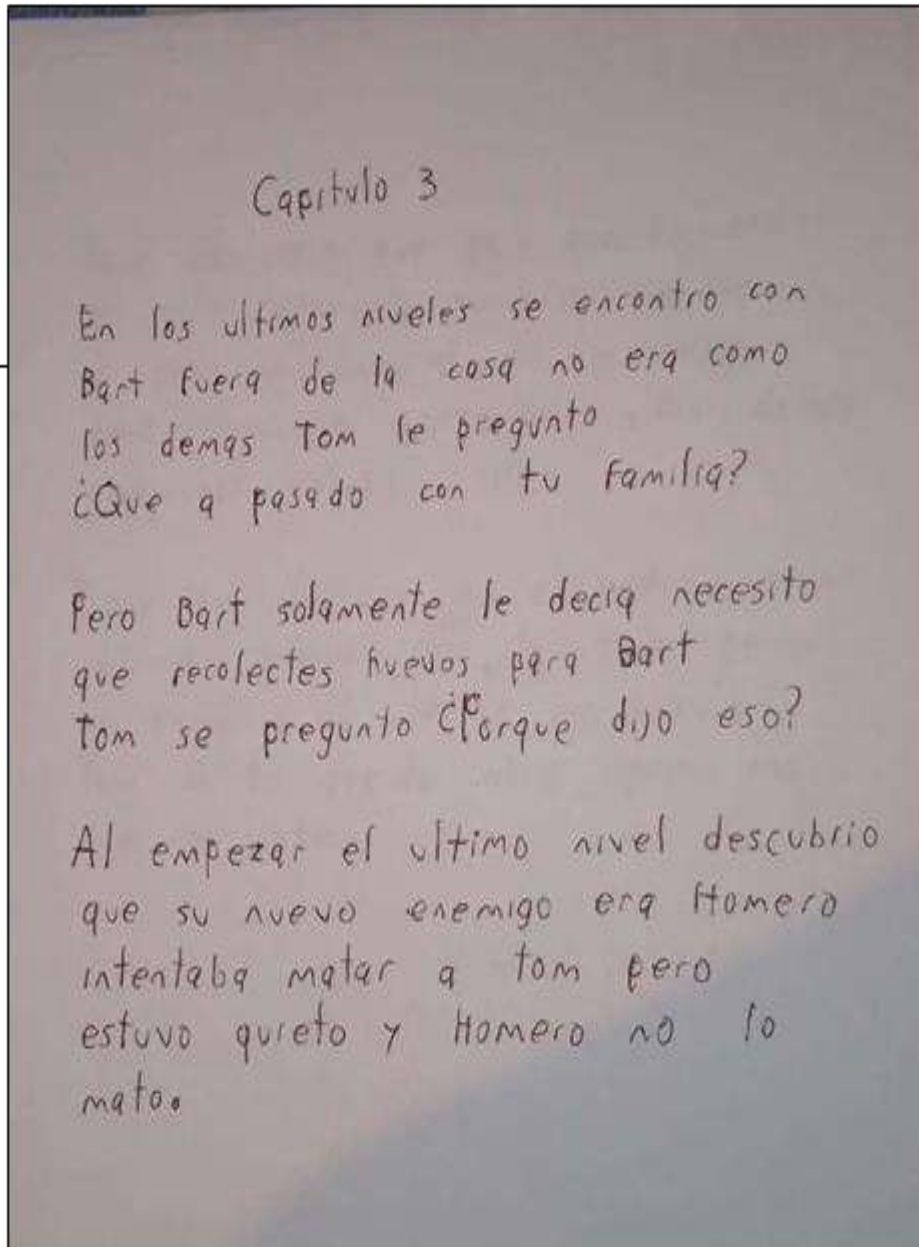 Capitulo 3
En los ultimos niveles se encontro con
Bart fuera de la casa no era como
los demas Tom le pregunto
¿Que a pasado con tu familia?
Pero Bart solamente le decia necesito
que recolectes huevos para Bart
Tom se pregunto ¿Porque dijo eso?
Al empezar el ultimo nivel descubrio
que su nuevo enemigo era Homero
intentaba matar a tom pero
estuvo quieto y Homero no lo
mato.